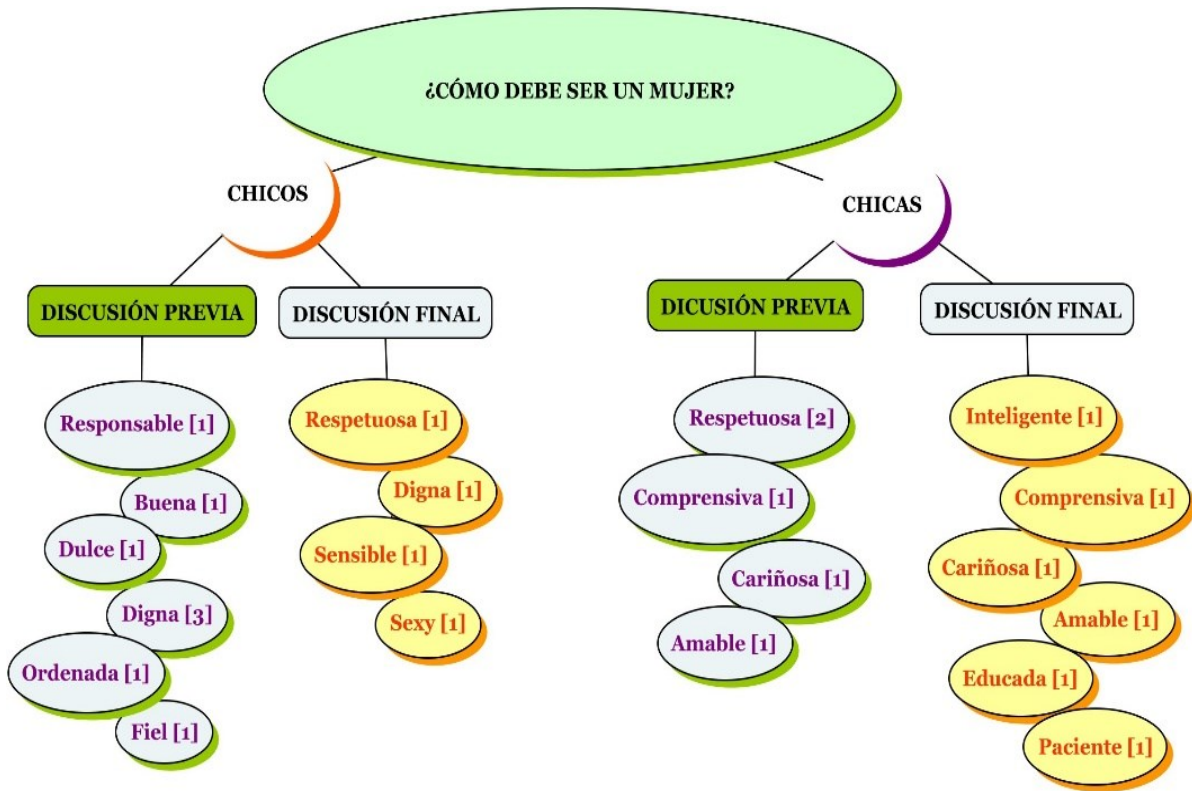 ¿CÓMO DEBE SER UN MUJER?
CHICOS
CHICAS
DISCUSIÓN PREVIA
DISCUSIÓN FINAL
DICUSIÓN PREVIA
DISCUSIÓN FINAL
Responsable [1]
Buena [1]
Dulce [1]
Digna [3]
Ordenada [1]
Fiel [1]
Respetuosa [1]
Digna [1]
Sensible [1]
Sexy [1]
Respetuosa [2]
Comprensiva [1]
Cariñosa [1]
Amable [1]
Inteligente [1]
Comprensiva [1]
Cariñosa [1]
Amable [1]
Educada [1]
Paciente [1]